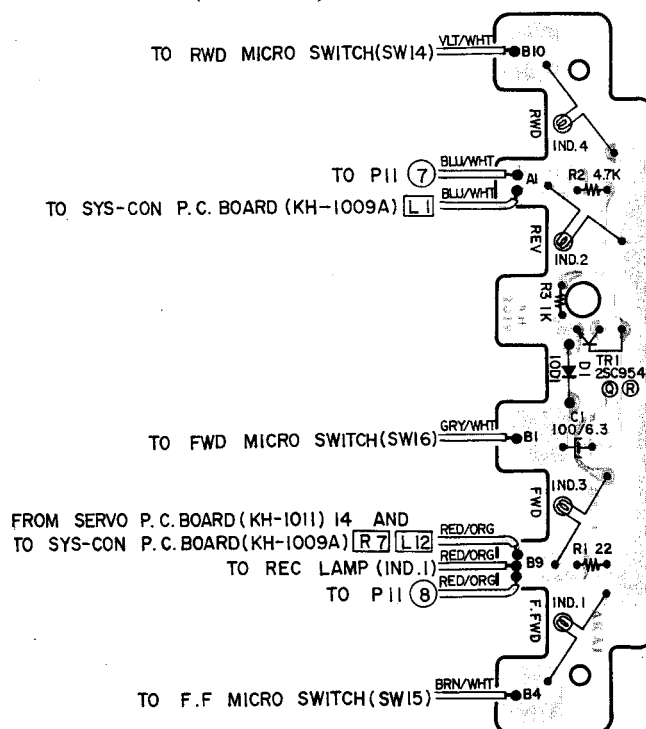 VLT/WHT
TO RWD MICRO SWITCH(SW14)
B10
RWD
IND.4
BLU/WHT
TO P11 7
A1
R2 4.7K
BLU/WHT
TO SYS-CON P.C. BOARD (KH-1009A) L1
REV
IND.2
R3 1K
TR1
2SC954
Q R
D1
10D1
C1
100/6.3
GRY/WHT
TO FWD MICRO SWITCH(SW16)
B1
IND.3
FWD
FROM SERVO P.C.BOARD(KH-1011) 14 AND
RED/ORG
TO SYS-CON P.C.BOARD(KH-1009A) R7 L12
RED/ORG
TO REC LAMP (IND.1)
B9
R1 22
RED/ORG
TO P11 8
IND.1
F.FWD
AKAI
BRN/WHT
TO F.F MICRO SWITCH(SW15)
B4